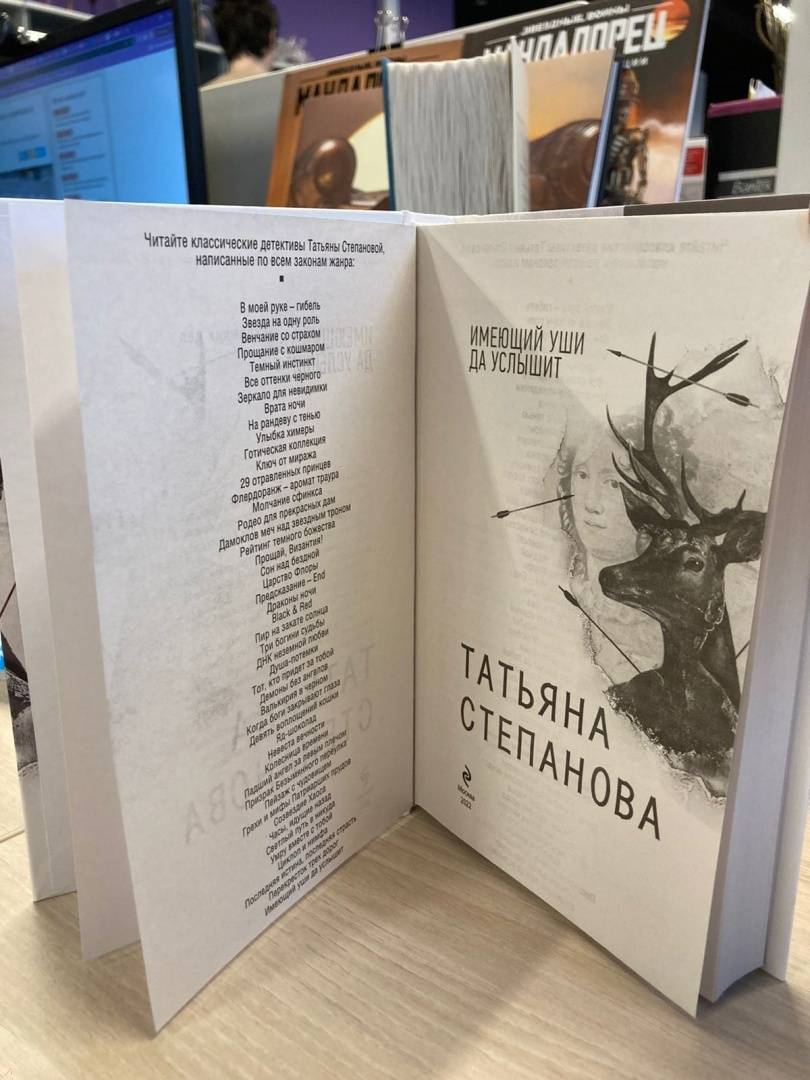 ЗВЕЗДНЫЕ ВОЙНЫ
МАНДАЛОРЕЦ
ЗВЕЗДНЫЕ ВОЙНЫ
Читайте классические детективы Татьяны Степановой,
написанные по всем законам жанра:
В моей руке – гибель
Звезда на одну роль
Венчание со страхом
Прощание с кошмаром
Темный инстинкт
Все оттенки черного
Зеркало для невидимки
Врата ночи
На рандеву с тенью
Улыбка химеры
Готическая коллекция
Ключ от миража
29 отравленных принцев
Флердоранж – аромат траура
Молчание сфинкса
Родео для прекрасных дам
Дамоклов меч над звездным троном
Рейтинг темного божества
Прощай, Византия!
Сон над бездной
Царство Флоры
Предсказание – End
Драконы ночи
Black & Red
Пир на закате солнца
Три богини судьбы
ДНК неземной любви
Душа-потемки
Тот, кто придет за тобой
Демоны без ангелов
Валькирия в черном
Когда боги закрывают глаза
Девять воплощений кошки
Яд-шоколад
Невеста вечности
Колесница времени
Падший ангел за левым плечом
Призрак Безымянного переулка
Пейзаж с чудовищем
Грехи и мифы Патриарших прудов
Созвездие Хаоса
Часы, идущие назад
Светлый путь в никуда
Умру вместе с тобой
Циклоп и нимфа
Последняя истина, последняя страсть
Перекресток трех дорог
Имеющий уши да услышит
ИМЕЮЩИЙ УШИ
ДА УСЛЫШИТ
ТАТЬЯНА
СТЕПАНОВА
Москва
2022